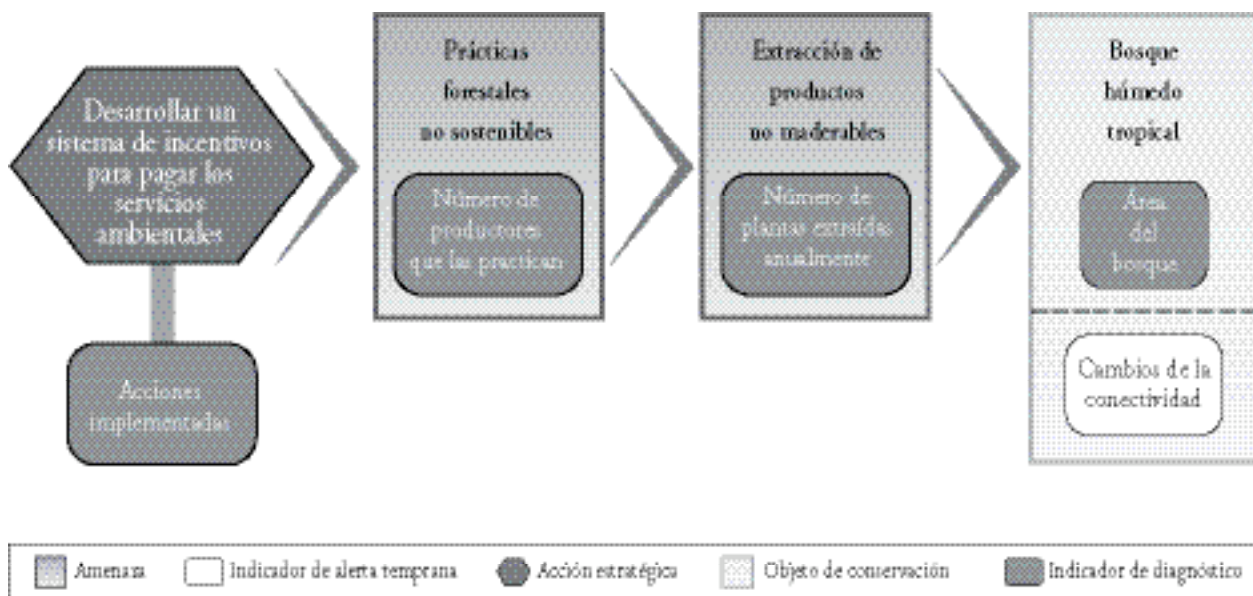 Desarrollar un
sistema de incentivos
para pagar los
servicios
ambientales
Acciones
implementadas
Prácticas
forestales
no sostenibles
Número de
productores
que las practican
Extracción de
productos
no maderables
Número de
plantas extraídas
anualmente
Bosque
húmedo
tropical
Área
del
bosque
Cambios de la
conectividad
Amenaza
Indicador de alerta temprana
Acción estratégica
Objeto de conservación
Indicador de diagnóstico